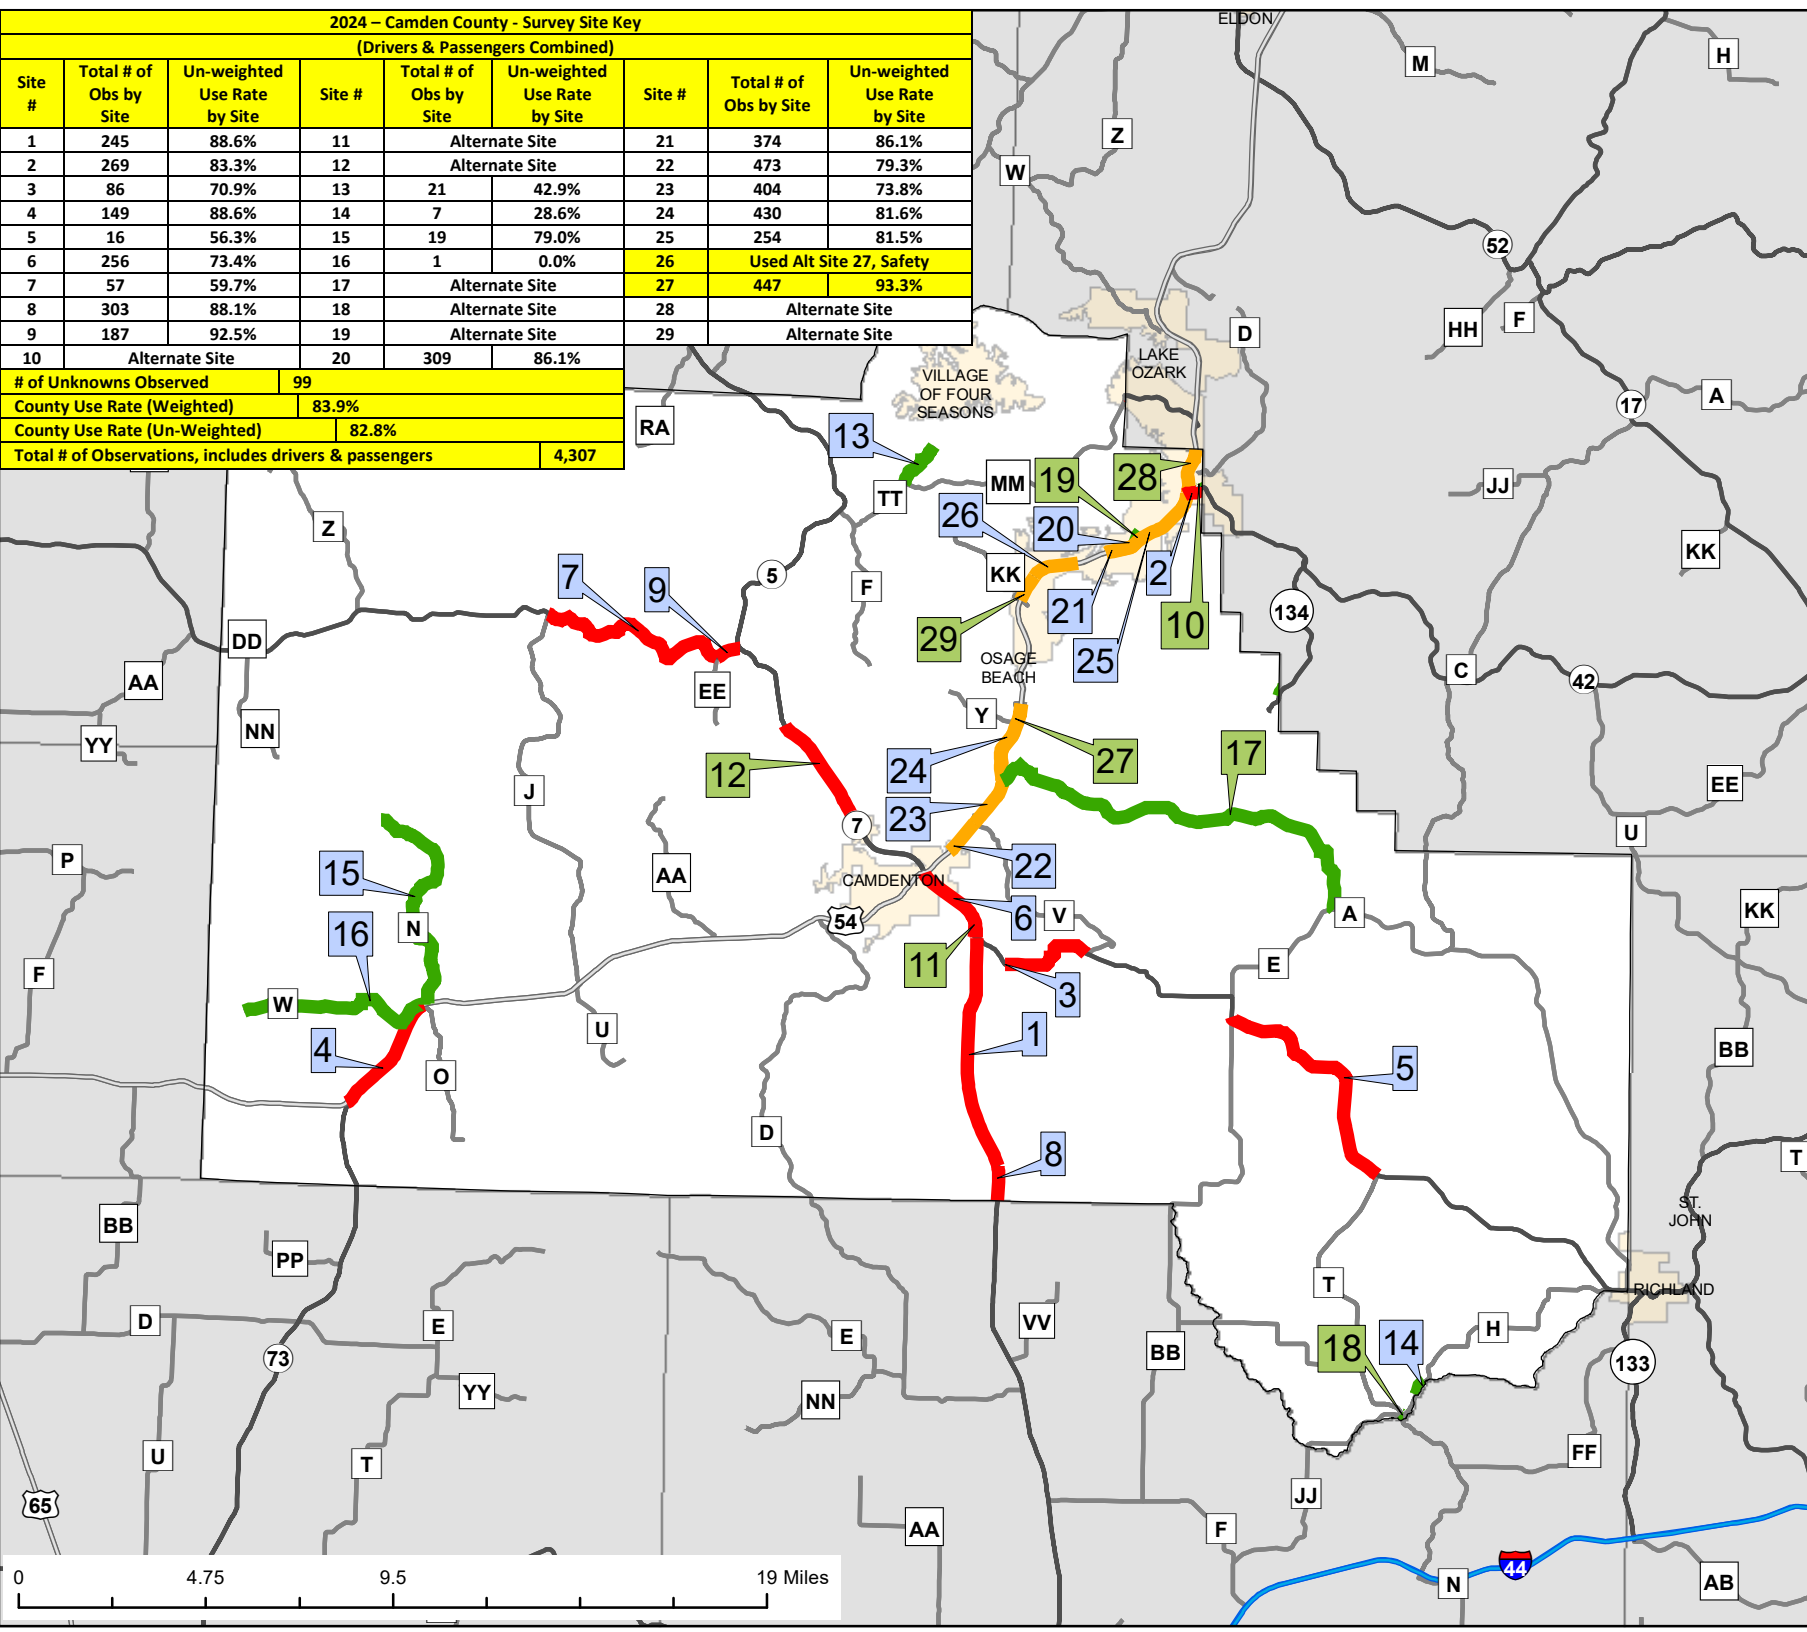 2024 – Camden County - Survey Site Key
(Drivers & Passengers Combined)
Site # | Total # of Obs by Site | Un-weighted Use Rate by Site | Site # | Total # of Obs by Site | Un-weighted Use Rate by Site | Site # | Total # of Obs by Site | Un-weighted Use Rate by Site
1 | 245 | 88.6% | 11 | Alternate Site | 21 | 374 | 86.1%
2 | 269 | 83.3% | 12 | Alternate Site | 22 | 473 | 79.3%
3 | 86 | 70.9% | 13 | 21 | 42.9% | 23 | 404 | 73.8%
4 | 149 | 88.6% | 14 | 7 | 28.6% | 24 | 430 | 81.6%
5 | 16 | 56.3% | 15 | 19 | 79.0% | 25 | 254 | 81.5%
6 | 256 | 73.4% | 16 | 1 | 0.0% | 26 | Used Alt Site 27, Safety
7 | 57 | 59.7% | 17 | Alternate Site | 27 | 447 | 93.3%
8 | 303 | 88.1% | 18 | Alternate Site | 28 | Alternate Site
9 | 187 | 92.5% | 19 | Alternate Site | 29 | Alternate Site
10 | Alternate Site | 20 | 309 | 86.1%
# of Unknowns Observed | 99
County Use Rate (Weighted) | 83.9%
County Use Rate (Un-Weighted) | 82.8%
Total # of Observations, includes drivers & passengers | 4,307
ELDON
M
H
Z
W
52
HH
F
D
LAKE
OZARK
VILLAGE
OF FOUR
SEASONS
17
A
RA
13
TT
MM
19
28
JJ
Z
26
20
KK
KK
5
7
9
F
2
21
10
134
29
25
DD
OSAGE
BEACH
C
42
AA
EE
NN
YY
Y
12
24
27
17
EE
J
23
7
U
P
15
AA
CAMDENTON
22
54
6
V
A
KK
N
16
11
E
F
3
W
4
U
1
O
5
BB
D
8
T
BB
ST.
JOHN
PP
T
RICHLAND
D
E
E
VV
BB
18
14
H
133
73
YY
NN
U
T
FF
65
JJ
AA
F
44
N
AB
0
4.75
9.5
19 Miles